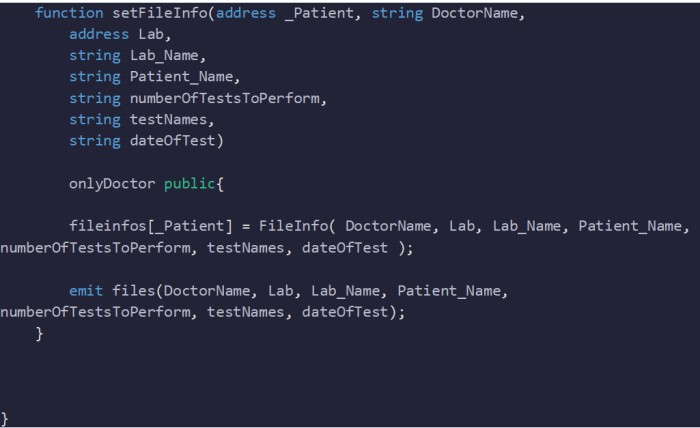 function setFileInfo(address _Patient, string DoctorName,
address Lab,
string Lab_Name,
string Patient_Name,
string numberOfTestsToPerform,
string testNames,
string dateOfTest)
onlyDoctor public{
fileinfos[_Patient] = FileInfo( DoctorName, Lab, Lab_Name, Patient_Name,
numberOfTestsToPerform, testNames, dateOfTest );
emit files(DoctorName, Lab, Lab_Name, Patient_Name,
numberOfTestsToPerform, testNames, dateOfTest);
}
}